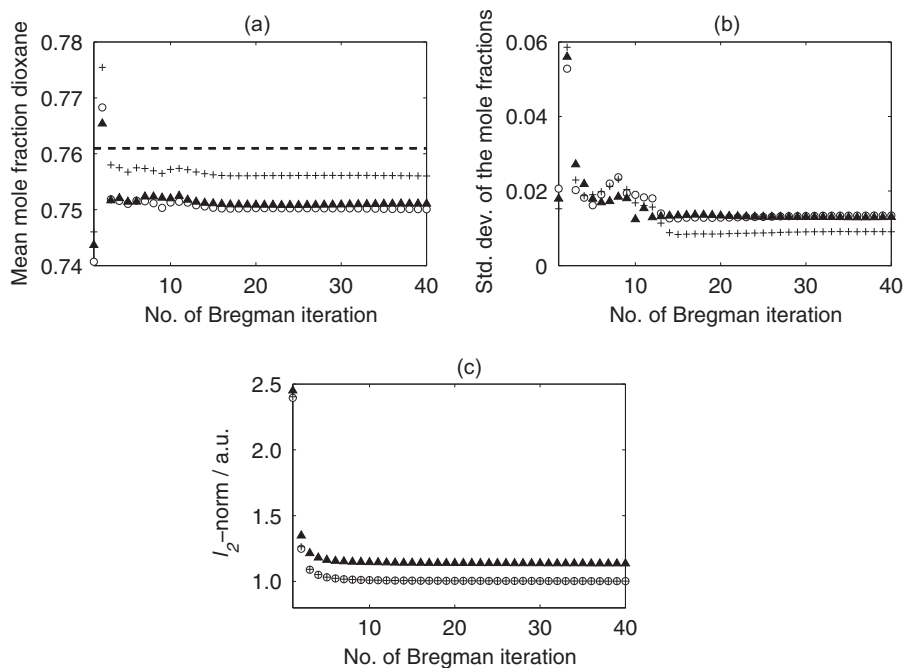 (a)
Mean mole fraction dioxane
0.78
0.77
0.76
0.75
0.74
10
20
30
40
No. of Bregman iteration
(b)
Std. dev. of the mole fractions
0.06
0.04
0.02
0
10
20
30
40
No. of Bregman iteration
(c)
l2−norm / a.u.
2.5
2.0
1.5
1.0
10
20
30
40
No. of Bregman iteration